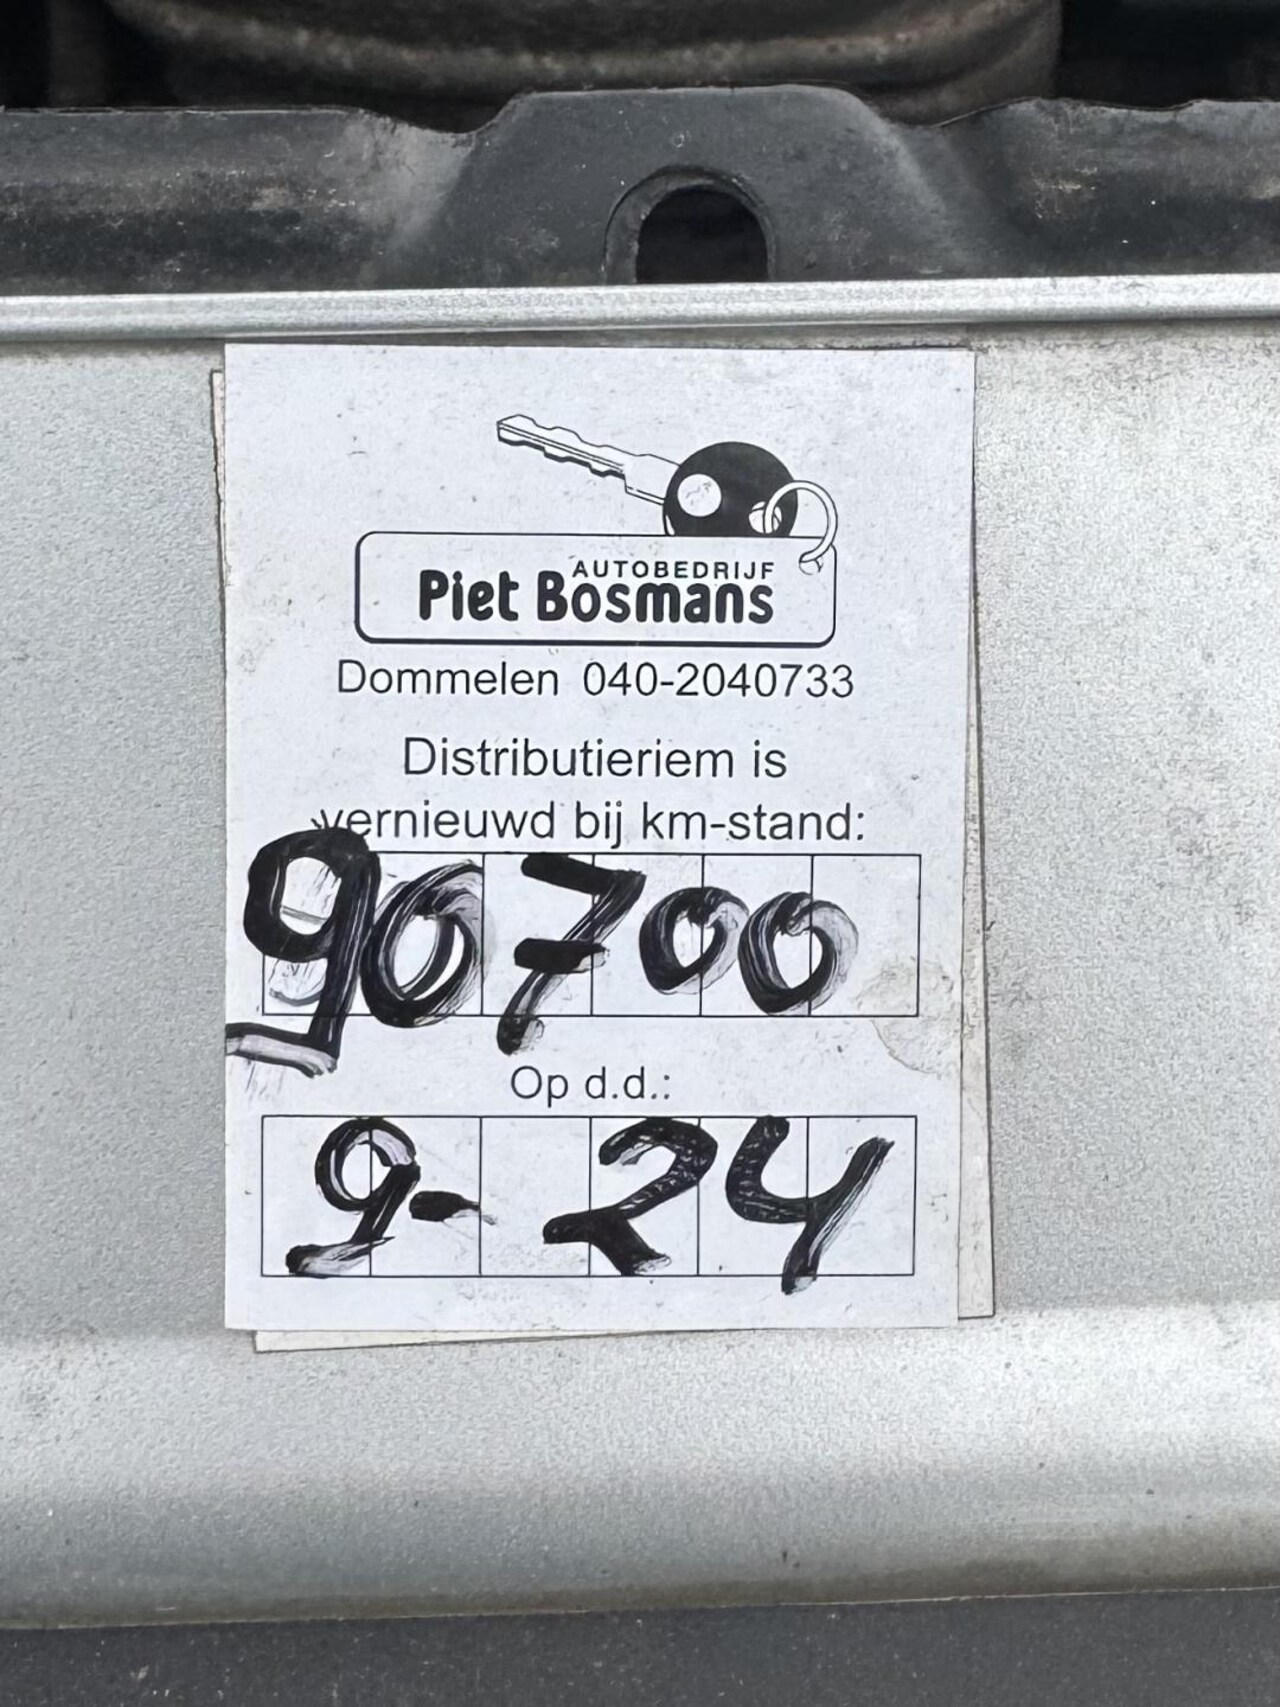 AUTOBEDRIJF
Piet Bosmans
Dommelen 040-2040733
Distributieriem is
vernieuwd bij km-stand:
90700
Op d.d.:
9-24